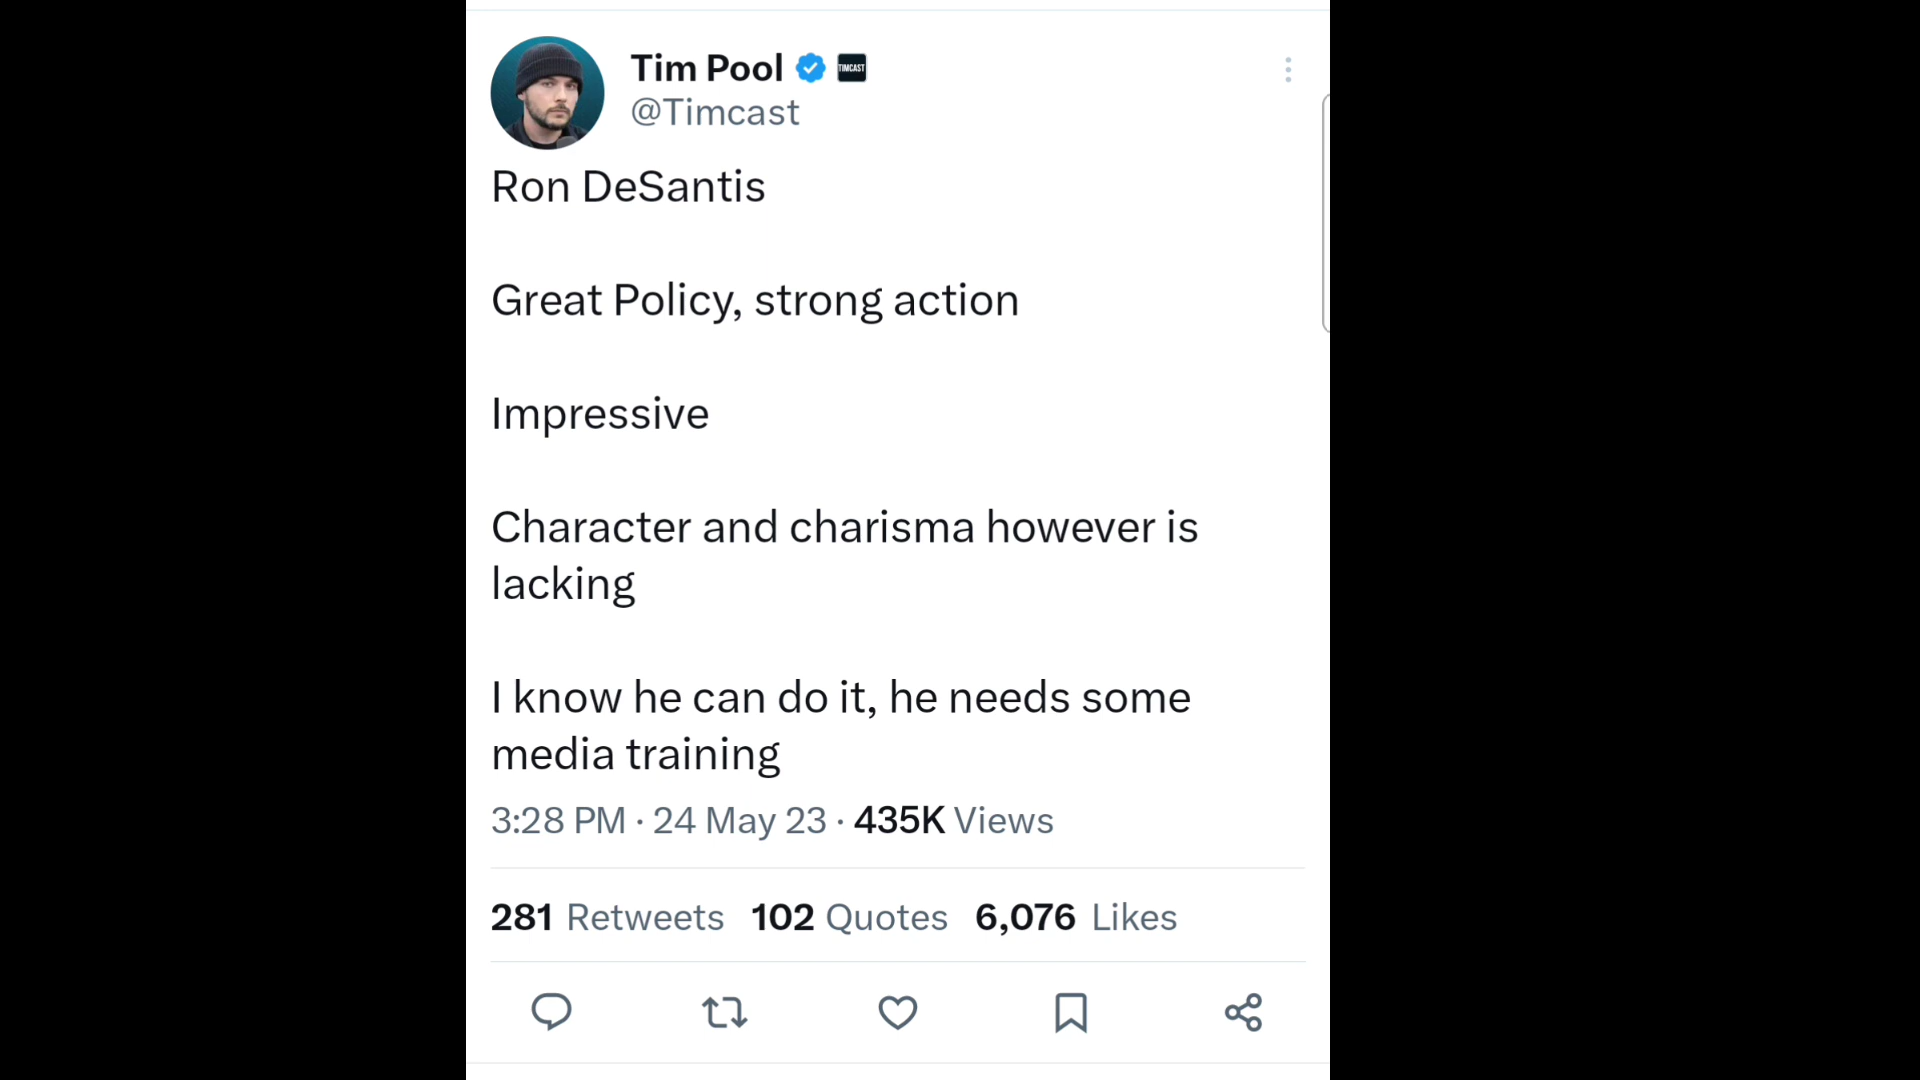 Tim Pool TIMCAST
@Timcast
Ron DeSantis
Great Policy, strong action
Impressive
Character and charisma however is
lacking
I know he can do it, he needs some
media training
3:28 PM · 24 May 23 · 435K Views
281 Retweets 102 Quotes 6,076 Likes